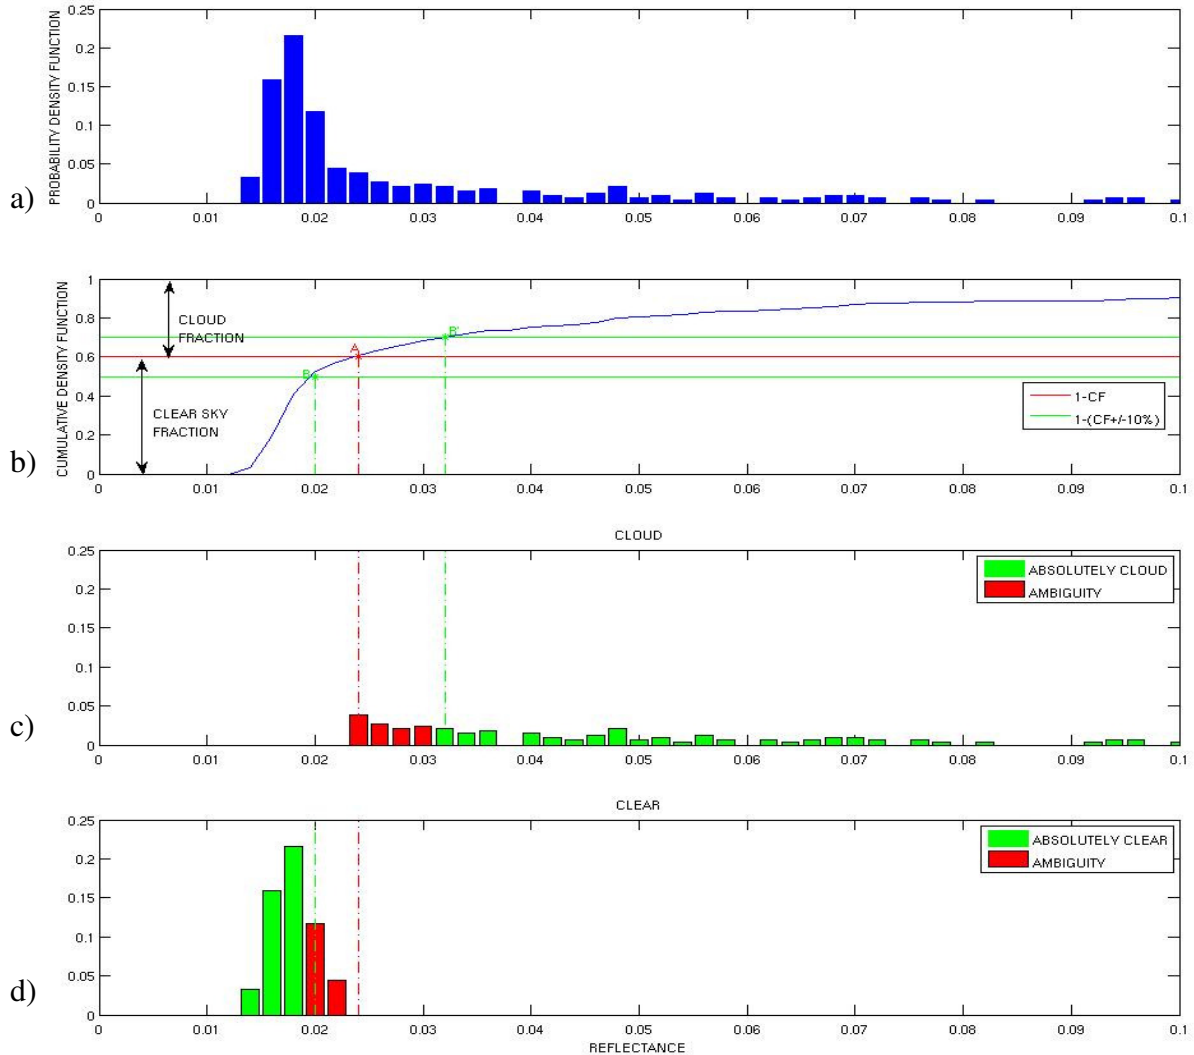 0.25
0.2
0.15
0.1
0.05
0
PROBABILITY DENSITY FUNCTION
a)
0 0.01 0.02 0.03 0.04 0.05 0.06 0.07 0.08 0.09 0.1
1
0.8
0.6
0.4
0.2
0
CUMULATIVE DENSITY FUNCTION
CLOUD
FRACTION
CLEAR SKY
FRACTION
B
A
B'
1-CF
1-(CF+/-10%)
b)
0 0.01 0.02 0.03 0.04 0.05 0.06 0.07 0.08 0.09 0.1
CLOUD
0.25
0.2
0.15
0.1
0.05
0
ABSOLUTELY CLOUD
AMBIGUITY
c)
0 0.01 0.02 0.03 0.04 0.05 0.06 0.07 0.08 0.09 0.1
CLEAR
0.25
0.2
0.15
0.1
0.05
0
ABSOLUTELY CLEAR
AMBIGUITY
d)
0 0.01 0.02 0.03 0.04 0.05 0.06 0.07 0.08 0.09 0.1
REFLECTANCE